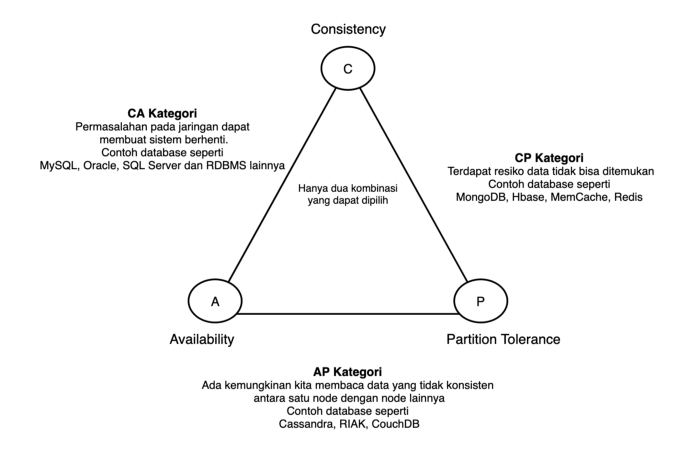 Consistency
C
CA Kategori
Permasalahan pada jaringan dapat
membuat sistem berhenti.
Contoh database seperti
MySQL, Oracle, SQL Server dan RDBMS lainnya
CP Kategori
Terdapat resiko data tidak bisa ditemukan
Contoh database seperti
MongoDB, Hbase, MemCache, Redis
Hanya dua kombinasi
yang dapat dipilih
A
P
Availability
Partition Tolerance
AP Kategori
Ada kemungkinan kita membaca data yang tidak konsisten
antara satu node dengan node lainnya
Contoh database seperti
Cassandra, RIAK, CouchDB